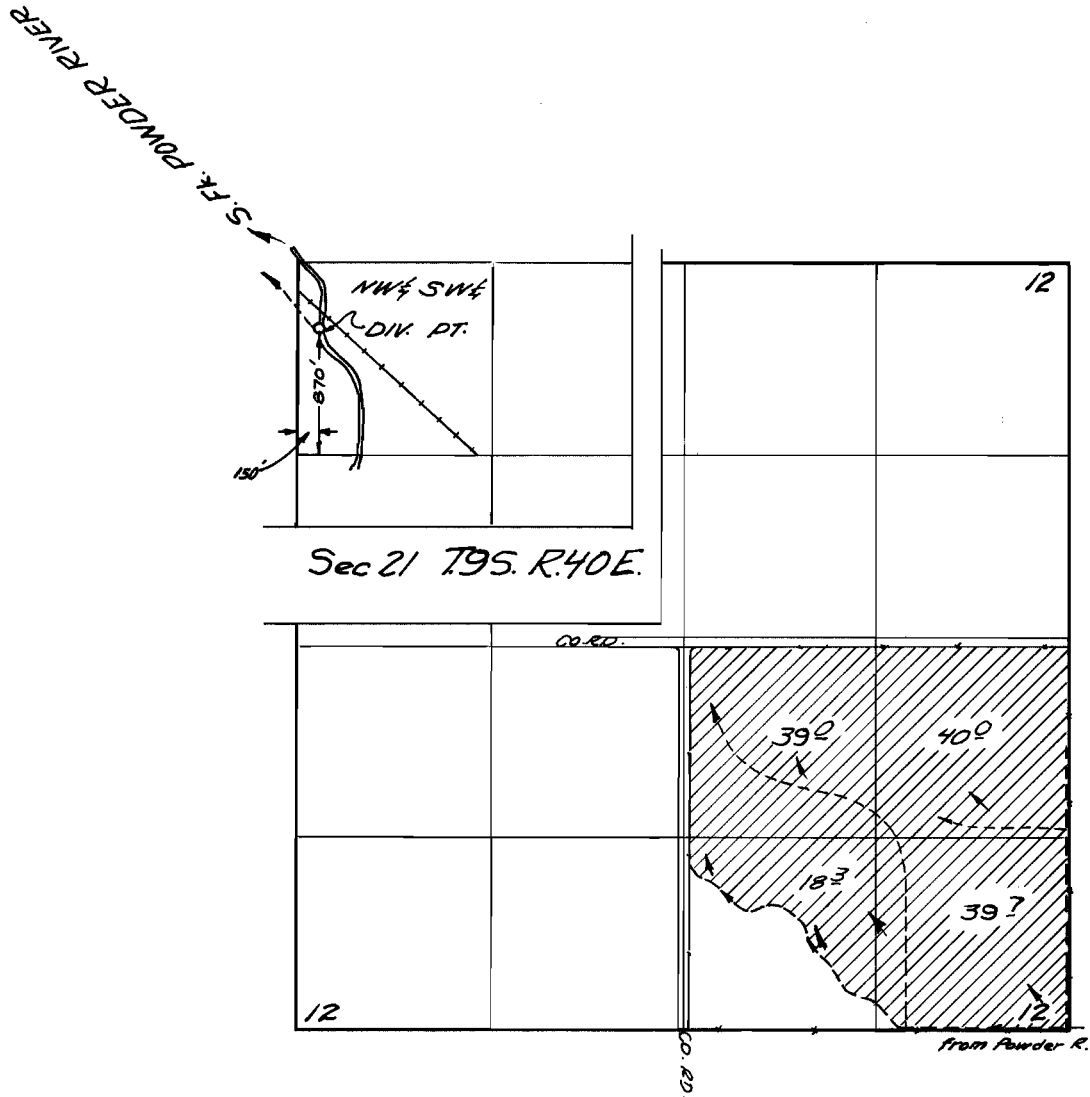 S. Fk. POWDER RIVER
12
NW¼ SW¼
DIV. PT.
870'
150'
Sec 21 T.9S. R.40E.
CO. RD.
39 0
40 0
18 3
39 7
12
12
from Powder R.
CO. RD.